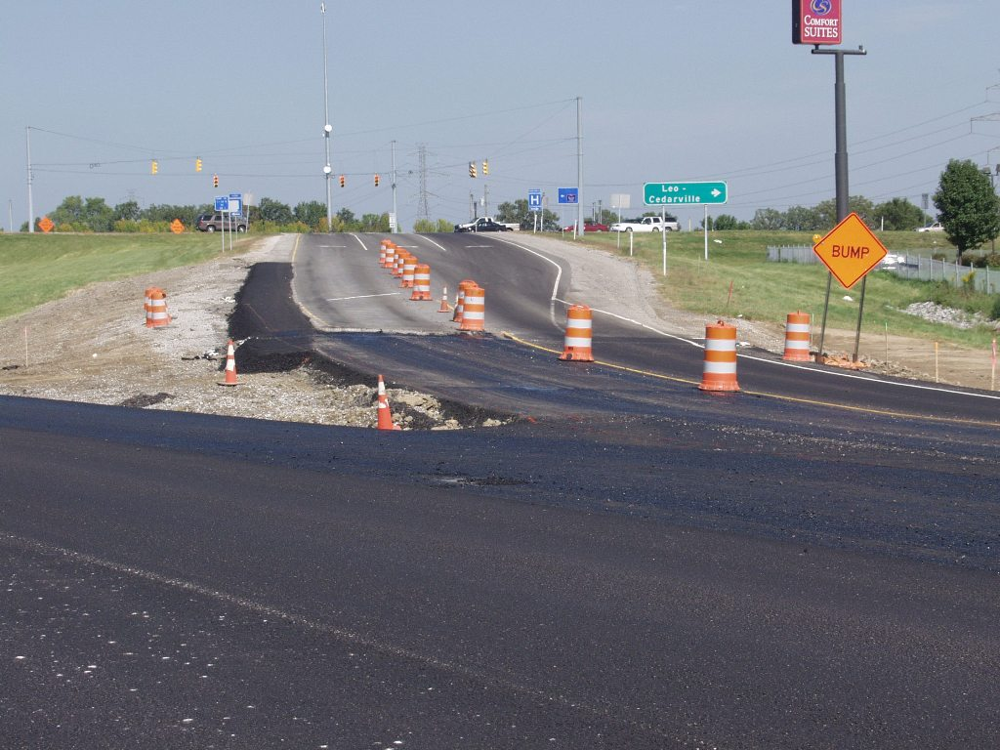 COMFORT
SUITES
Leo -
Cedarville
H
BUMP